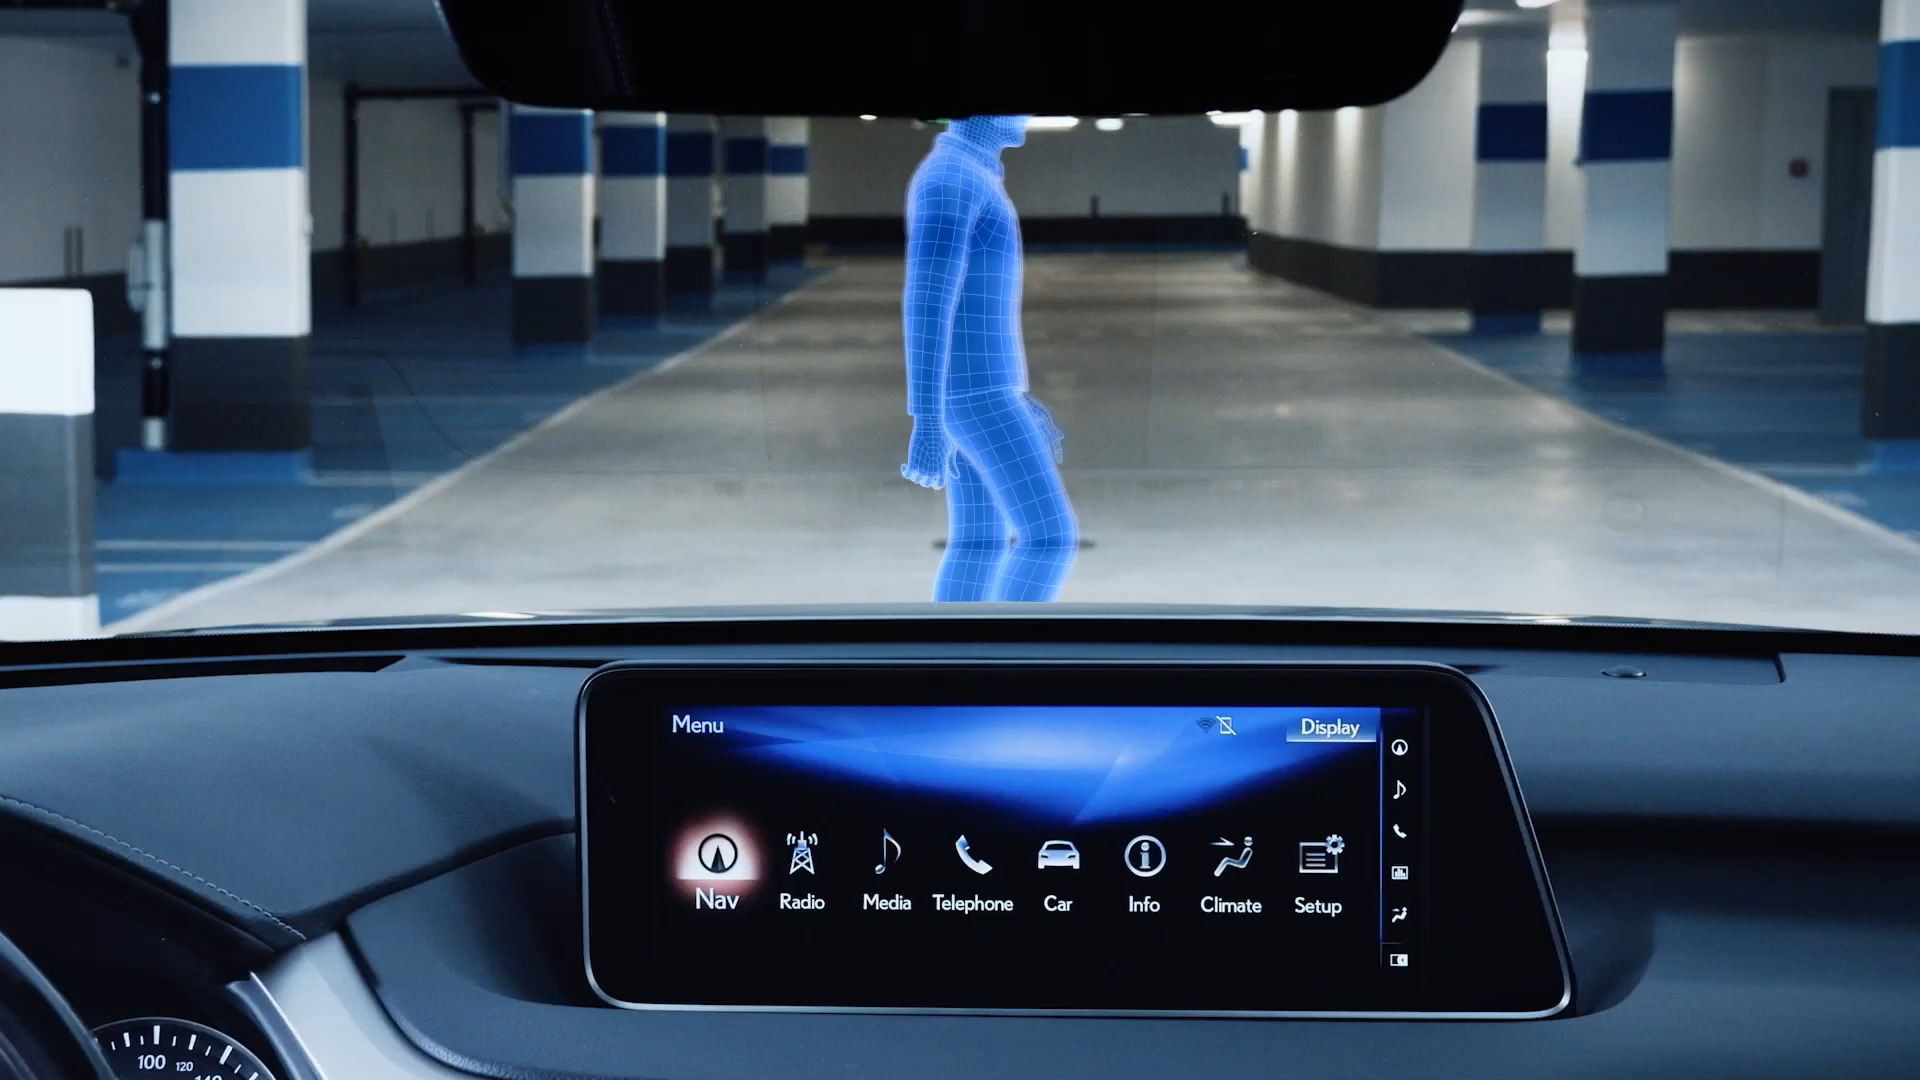 Menu
Display
Nav
Radio
Media
Telephone
Car
Info
Climate
Setup
100
120